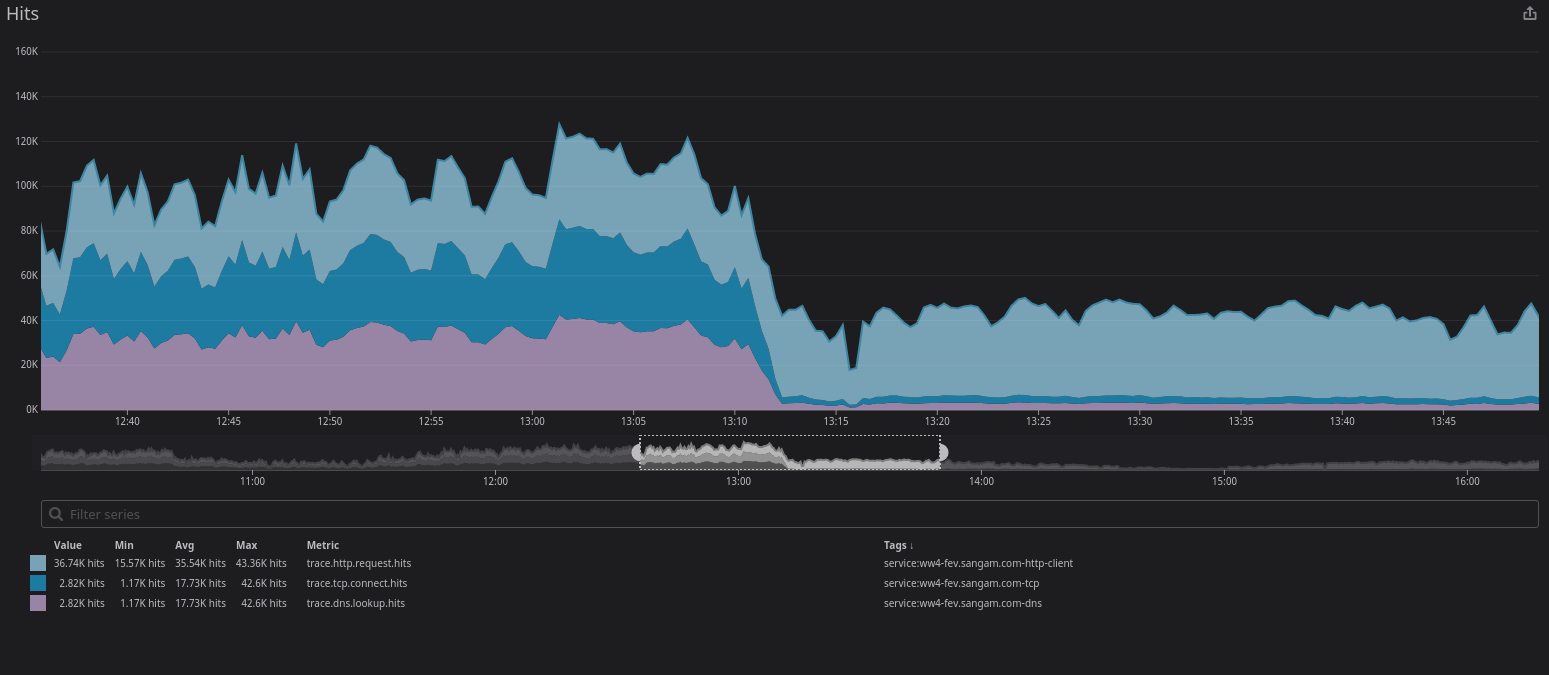 Hits
160K
140K
120K
100K
80K
60K
40K
20K
0K
12:40 12:45 12:50 12:55 13:00 13:05 13:10 13:15 13:20 13:25 13:30 13:35 13:40 13:45
11:00 12:00 13:00 14:00 15:00 16:00
Filter series
Value Min Avg Max Metric Tags ↓
36.74K hits 15.57K hits 35.54K hits 43.36K hits trace.http.request.hits service:ww4-fev.sangam.com-http-client
2.82K hits 1.17K hits 17.73K hits 42.6K hits trace.tcp.connect.hits service:ww4-fev.sangam.com-tcp
2.82K hits 1.17K hits 17.73K hits 42.6K hits trace.dns.lookup.hits service:ww4-fev.sangam.com-dns